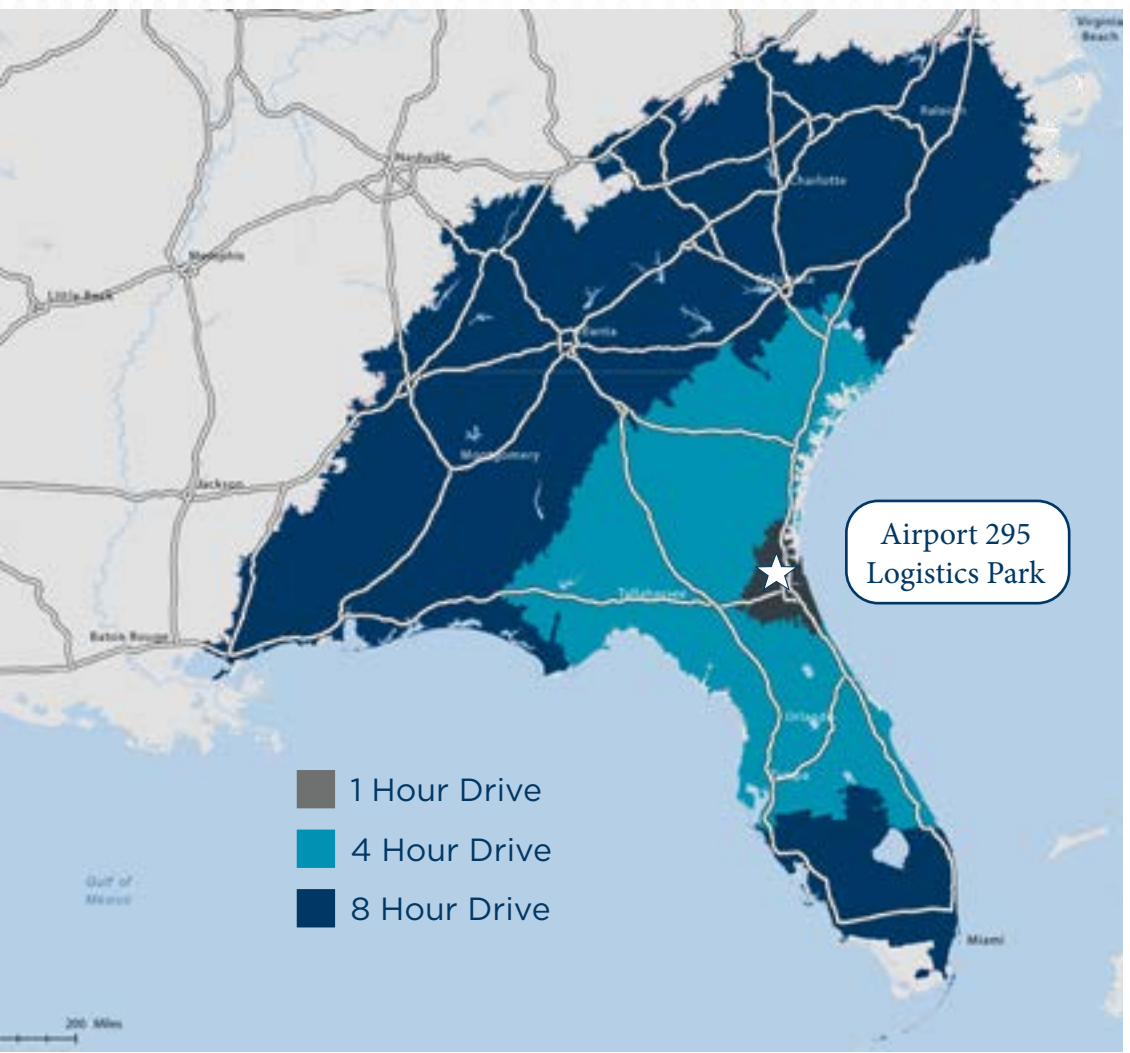 Virginia
Beach
Raleigh
Nashville
Charlotte
Memphis
Little Rock
Atlanta
Montgomery
Jackson
Airport 295
Logistics Park
Tallahassee
Baton Rouge
Orlando
1 Hour Drive
4 Hour Drive
8 Hour Drive
Gulf of
Mexico
Miami
200 Miles